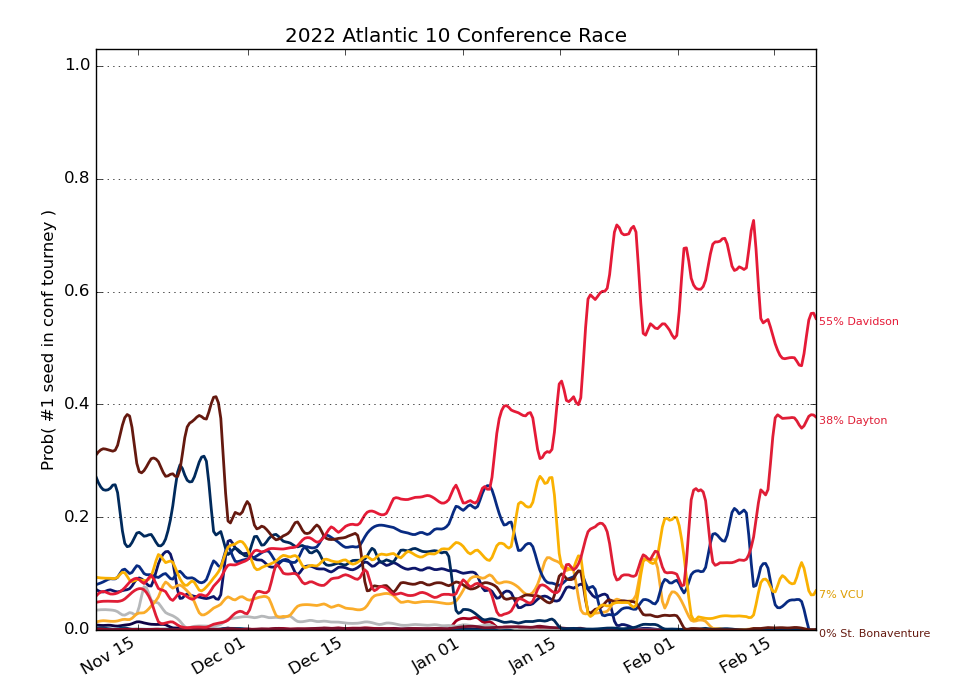 2022 Atlantic 10 Conference Race
Prob( #1 seed in conf tourney )
1.0
0.8
0.6
0.4
0.2
0.0
55% Davidson
38% Dayton
7% VCU
0% St. Bonaventure
Nov 15
Dec 01
Dec 15
Jan 01
Jan 15
Feb 01
Feb 15